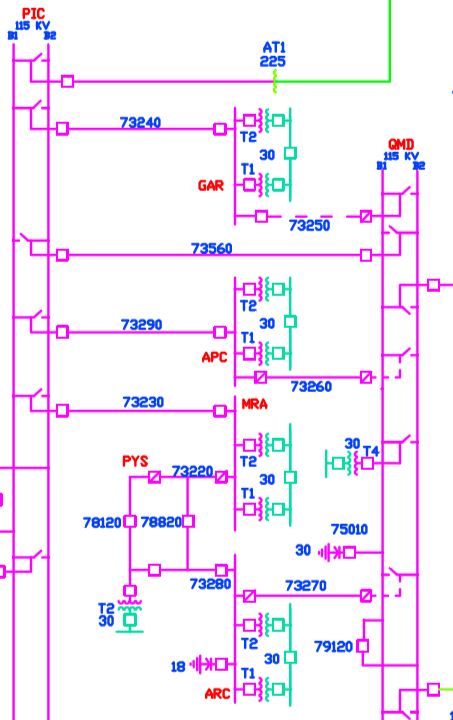 PIC
115 KV
B1 B2
AT1
225
73240
T2
30
T1
GAR
QMD
115 KV
B1 B2
73250
73560
T2
73290
30
APC
T1
73260
73230
MRA
30
T4
PYS
73220
T2
30
T1
78120
78820
75010
30
73280
73270
T2
30
T2
79120
30
18
T1
ARC